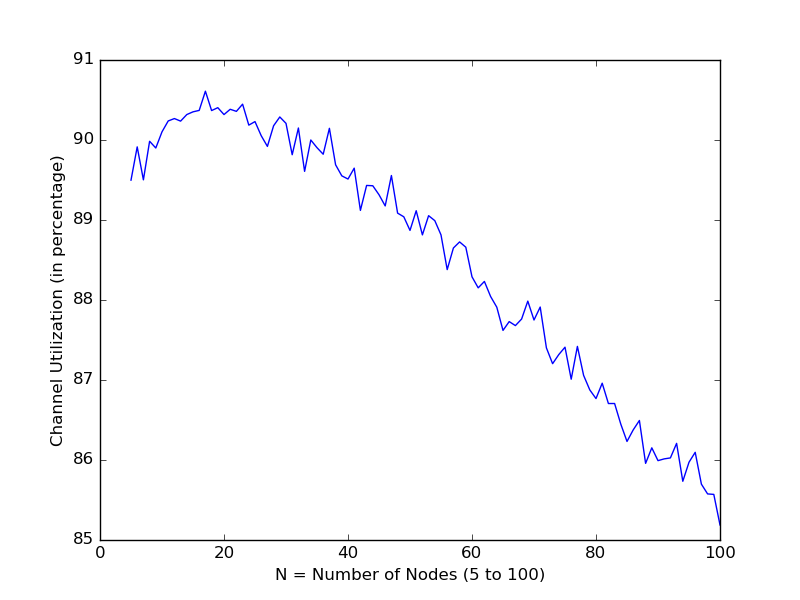 91
90
89
88
87
86
85
0 20 40 60 80 100
Channel Utilization (in percentage)
N = Number of Nodes (5 to 100)